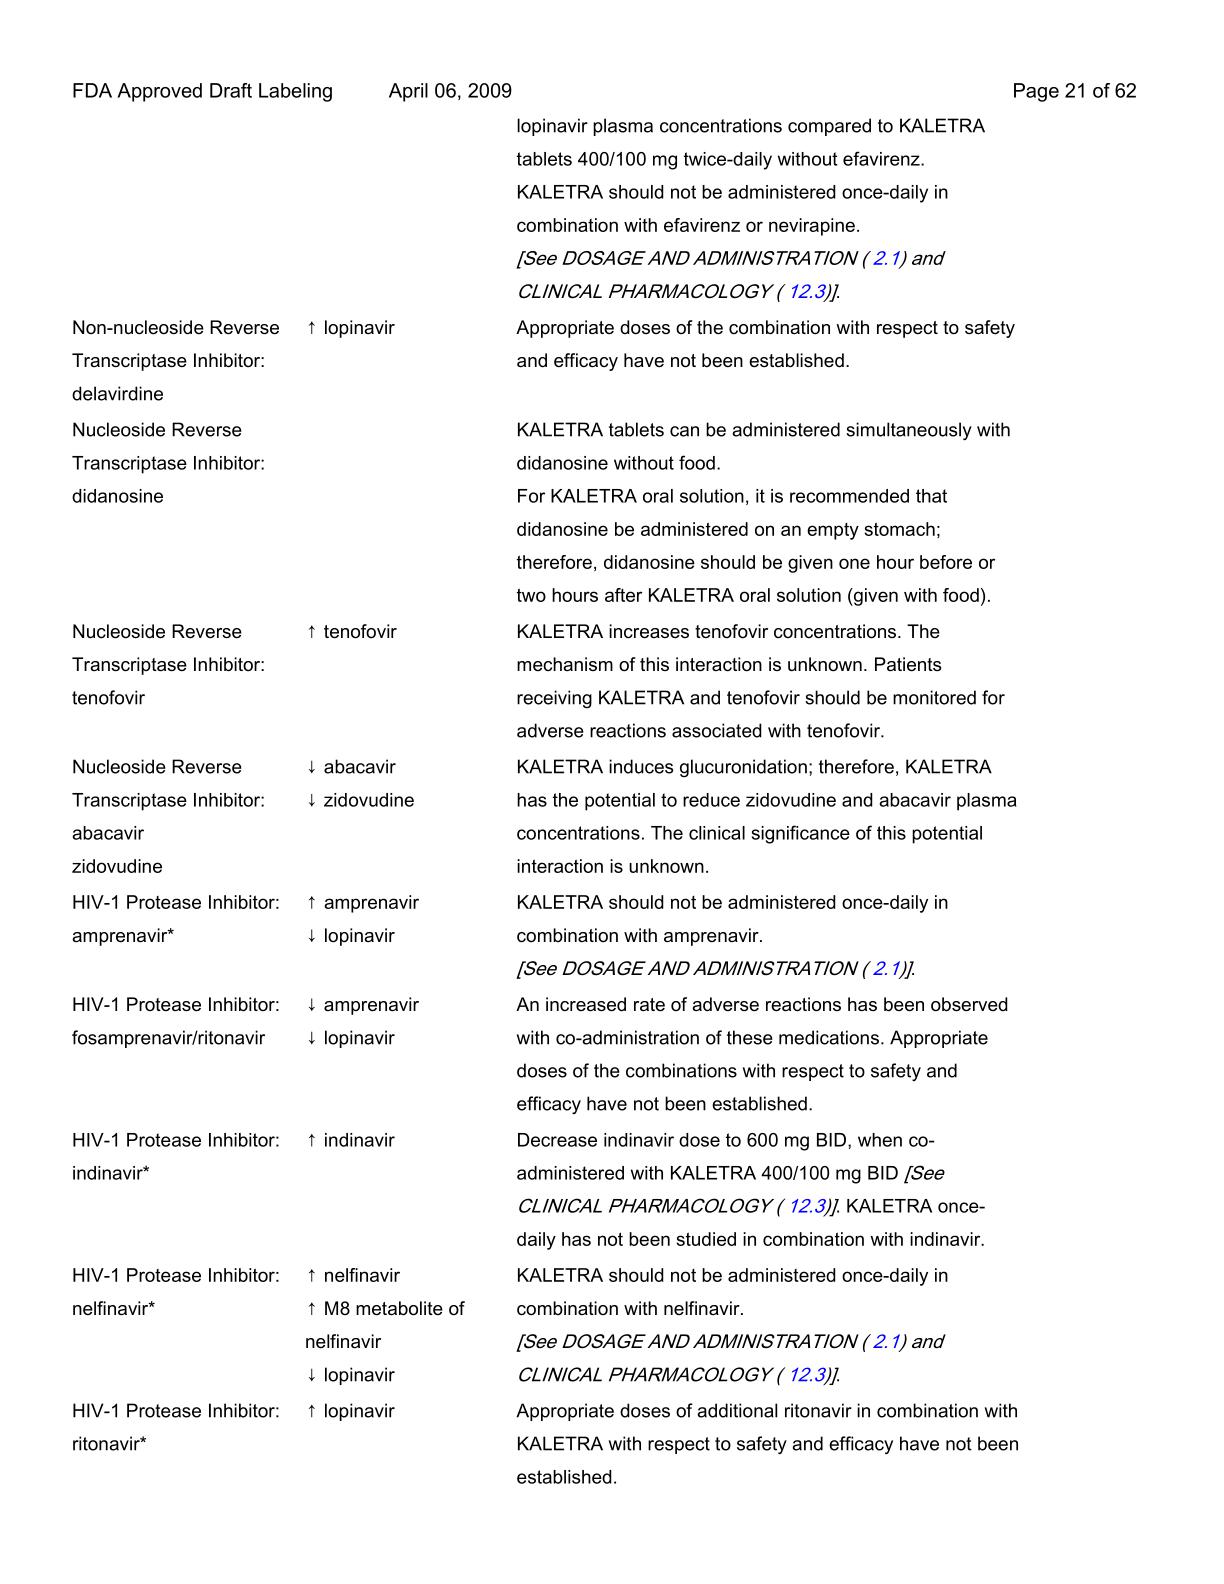 FDA Approved Draft Labeling April 06, 2009 Page 21 of 62
lopinavir plasma concentrations compared to KALETRA
tablets 400/100 mg twice-daily without efavirenz.
KALETRA should not be administered once-daily in
combination with efavirenz or nevirapine.
[See DOSAGE AND ADMINISTRATION ( 2.1) and
CLINICAL PHARMACOLOGY ( 12.3)].
Non-nucleoside Reverse ↑ lopinavir Appropriate doses of the combination with respect to safety
Transcriptase Inhibitor: and efficacy have not been established.
delavirdine
Nucleoside Reverse KALETRA tablets can be administered simultaneously with
Transcriptase Inhibitor: didanosine without food.
didanosine For KALETRA oral solution, it is recommended that
didanosine be administered on an empty stomach;
therefore, didanosine should be given one hour before or
two hours after KALETRA oral solution (given with food).
Nucleoside Reverse ↑ tenofovir KALETRA increases tenofovir concentrations. The
Transcriptase Inhibitor: mechanism of this interaction is unknown. Patients
tenofovir receiving KALETRA and tenofovir should be monitored for
adverse reactions associated with tenofovir.
Nucleoside Reverse ↓ abacavir KALETRA induces glucuronidation; therefore, KALETRA
Transcriptase Inhibitor: ↓ zidovudine has the potential to reduce zidovudine and abacavir plasma
abacavir concentrations. The clinical significance of this potential
zidovudine interaction is unknown.
HIV-1 Protease Inhibitor: ↑ amprenavir KALETRA should not be administered once-daily in
amprenavir* ↓ lopinavir combination with amprenavir.
[See DOSAGE AND ADMINISTRATION ( 2.1)].
HIV-1 Protease Inhibitor: ↓ amprenavir An increased rate of adverse reactions has been observed
fosamprenavir/ritonavir ↓ lopinavir with co-administration of these medications. Appropriate
doses of the combinations with respect to safety and
efficacy have not been established.
HIV-1 Protease Inhibitor: ↑ indinavir Decrease indinavir dose to 600 mg BID, when co-
indinavir* administered with KALETRA 400/100 mg BID [See
CLINICAL PHARMACOLOGY ( 12.3)]. KALETRA once-
daily has not been studied in combination with indinavir.
HIV-1 Protease Inhibitor: ↑ nelfinavir KALETRA should not be administered once-daily in
nelfinavir* ↑ M8 metabolite of combination with nelfinavir.
nelfinavir [See DOSAGE AND ADMINISTRATION ( 2.1) and
↓ lopinavir CLINICAL PHARMACOLOGY ( 12.3)].
HIV-1 Protease Inhibitor: ↑ lopinavir Appropriate doses of additional ritonavir in combination with
ritonavir* KALETRA with respect to safety and efficacy have not been
established.